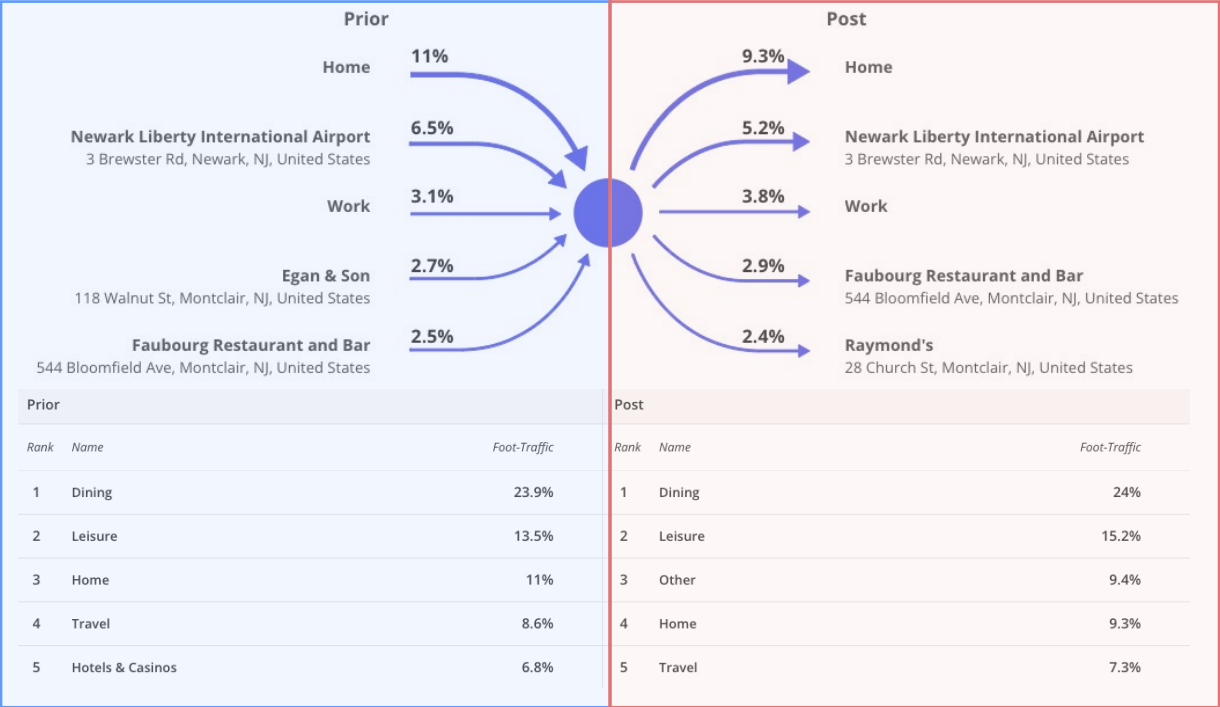 Prior
Home
11%
Newark Liberty International Airport
3 Brewster Rd, Newark, NJ, United States
6.5%
Work
3.1%
Egan & Son
118 Walnut St, Montclair, NJ, United States
2.7%
Faubourg Restaurant and Bar
544 Bloomfield Ave, Montclair, NJ, United States
2.5%
Post
9.3%
Home
5.2%
Newark Liberty International Airport
3 Brewster Rd, Newark, NJ, United States
3.8%
Work
2.9%
Faubourg Restaurant and Bar
544 Bloomfield Ave, Montclair, NJ, United States
2.4%
Raymond's
28 Church St, Montclair, NJ, United States
Prior
Rank Name Foot-Traffic
1 Dining 23.9%
2 Leisure 13.5%
3 Home 11%
4 Travel 8.6%
5 Hotels & Casinos 6.8%
Post
Rank Name Foot-Traffic
1 Dining 24%
2 Leisure 15.2%
3 Other 9.4%
4 Home 9.3%
5 Travel 7.3%